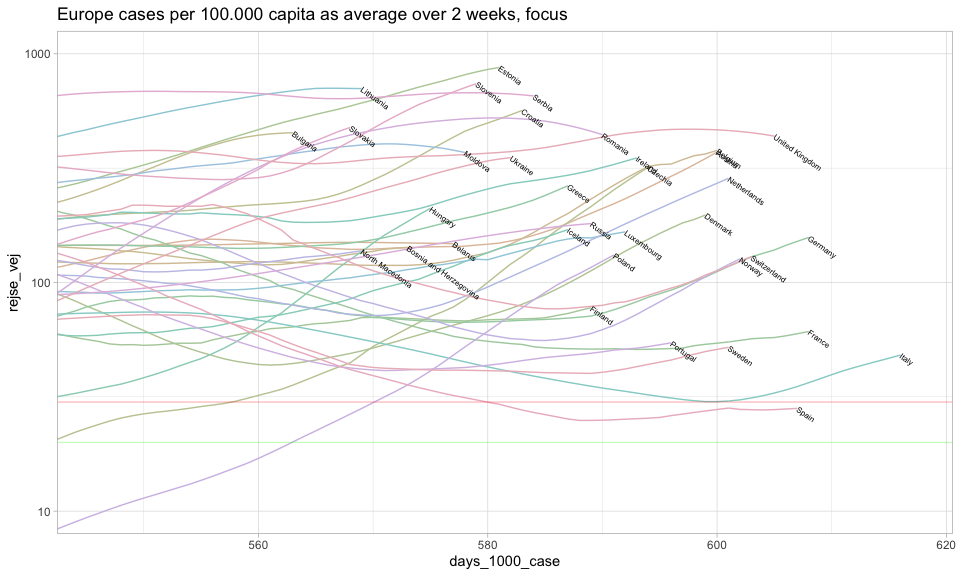 Europe cases per 100.000 capita as average over 2 weeks, focus
1000
100
10
rejse_vej
Estonia
Lithuania
Slovenia
Serbia
Croatia
Bulgaria
Slovakia
Romania
United Kingdom
Moldova
Ukraine
Czechia
Greece
Netherlands
Hungary
Denmark
Russia
Iceland
Luxembourg
Germany
Belarus
Bosnia and Herzegovina
North Macedonia
Poland
Norway
Switzerland
Finland
France
Portugal
Sweden
Italy
Spain
560
580
600
620
days_1000_case